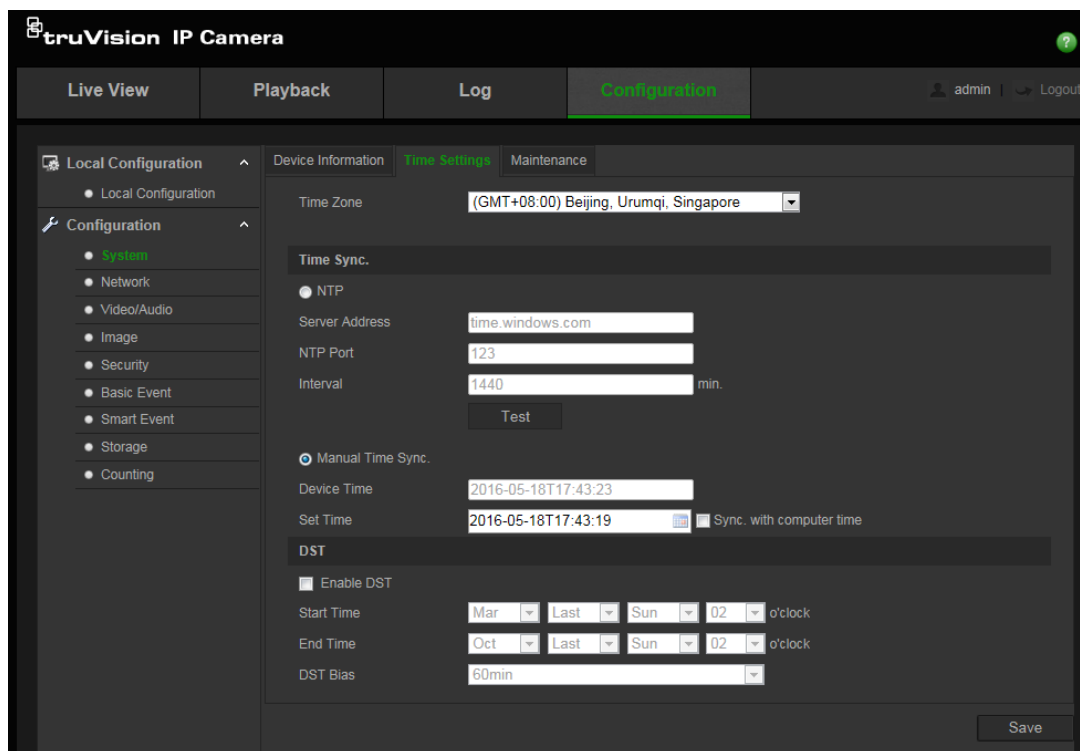 truVision IP Camera
?
Live View Playback Log Configuration admin | Logout
Local Configuration
Local Configuration
Configuration
System
Network
Video/Audio
Image
Security
Basic Event
Smart Event
Storage
Counting
Device Information Time Settings Maintenance
Time Zone (GMT+08:00) Beijing, Urumqi, Singapore
Time Sync.
NTP
Server Address time.windows.com
NTP Port 123
Interval 1440 min.
Test
Manual Time Sync.
Device Time 2016-05-18T17:43:23
Set Time 2016-05-18T17:43:19 Sync. with computer time
DST
Enable DST
Start Time Mar Last Sun 02 o'clock
End Time Oct Last Sun 02 o'clock
DST Bias 60min
Save